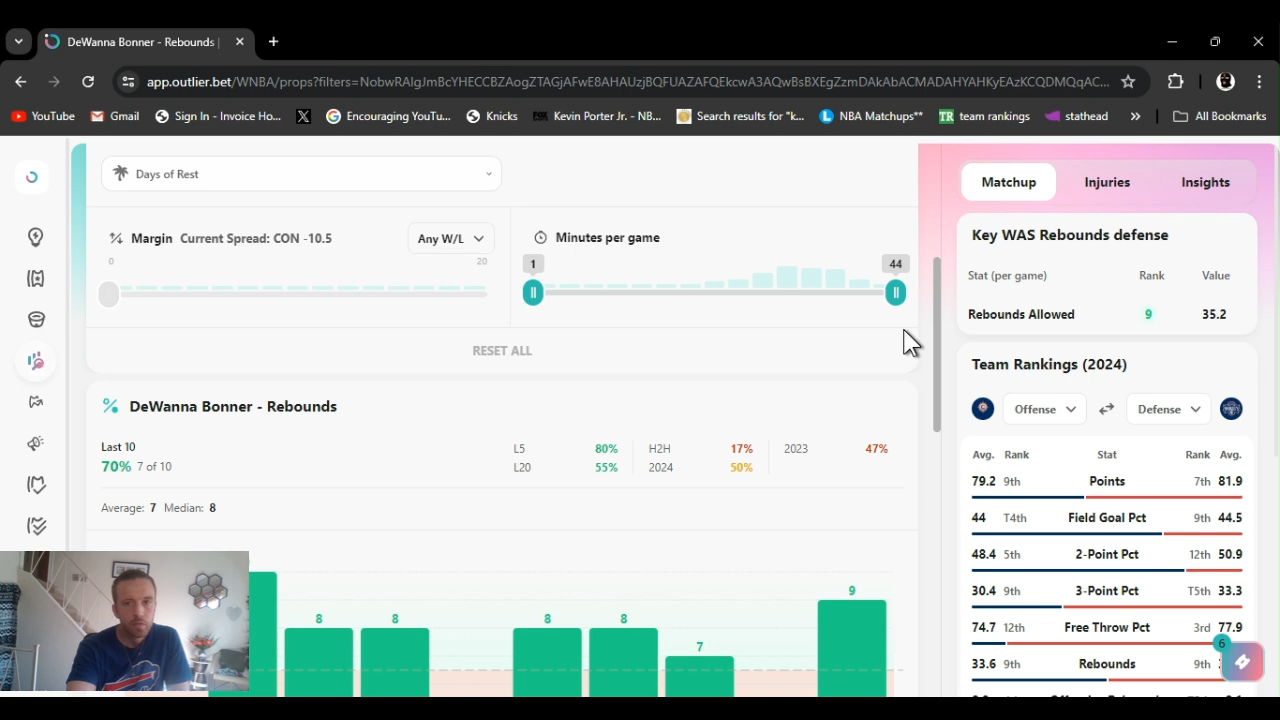 DeWanna Bonner - Rebounds
app.outlier.bet/WNBA/props?filters=NobwRAlgJmBcYHECCBZAogZTAGjAFwE8AHAUzjBQFUAZAFQEkcwA3AQwBsBXEgZzmDAkAbACMADAHYAHKyEAzKCQDMQqAC...
YouTube
Gmail
Sign In - Invoice Ho...
X
Encouraging YouTu...
Knicks
Kevin Porter Jr. - NB...
Search results for "k...
NBA Matchups**
team rankings
stathead
»
All Bookmarks
Days of Rest
Margin Current Spread: CON -10.5
Any W/L
0
20
Minutes per game
1
44
RESET ALL
DeWanna Bonner - Rebounds
Last 10
70% 7 of 10
L5 80% H2H 17% 2023 47%
L20 55% 2024 50%
Average: 7 Median: 8
8
8
8
8
7
9
Matchup
Injuries
Insights
Key WAS Rebounds defense
Stat (per game) Rank Value
Rebounds Allowed 9 35.2
Team Rankings (2024)
Offense
Defense
Avg. Rank Stat Rank Avg.
79.2 9th Points 7th 81.9
44 T4th Field Goal Pct 9th 44.5
48.4 5th 2-Point Pct 12th 50.9
30.4 9th 3-Point Pct T5th 33.3
74.7 12th Free Throw Pct 3rd 77.9
6
33.6 9th Rebounds 9th